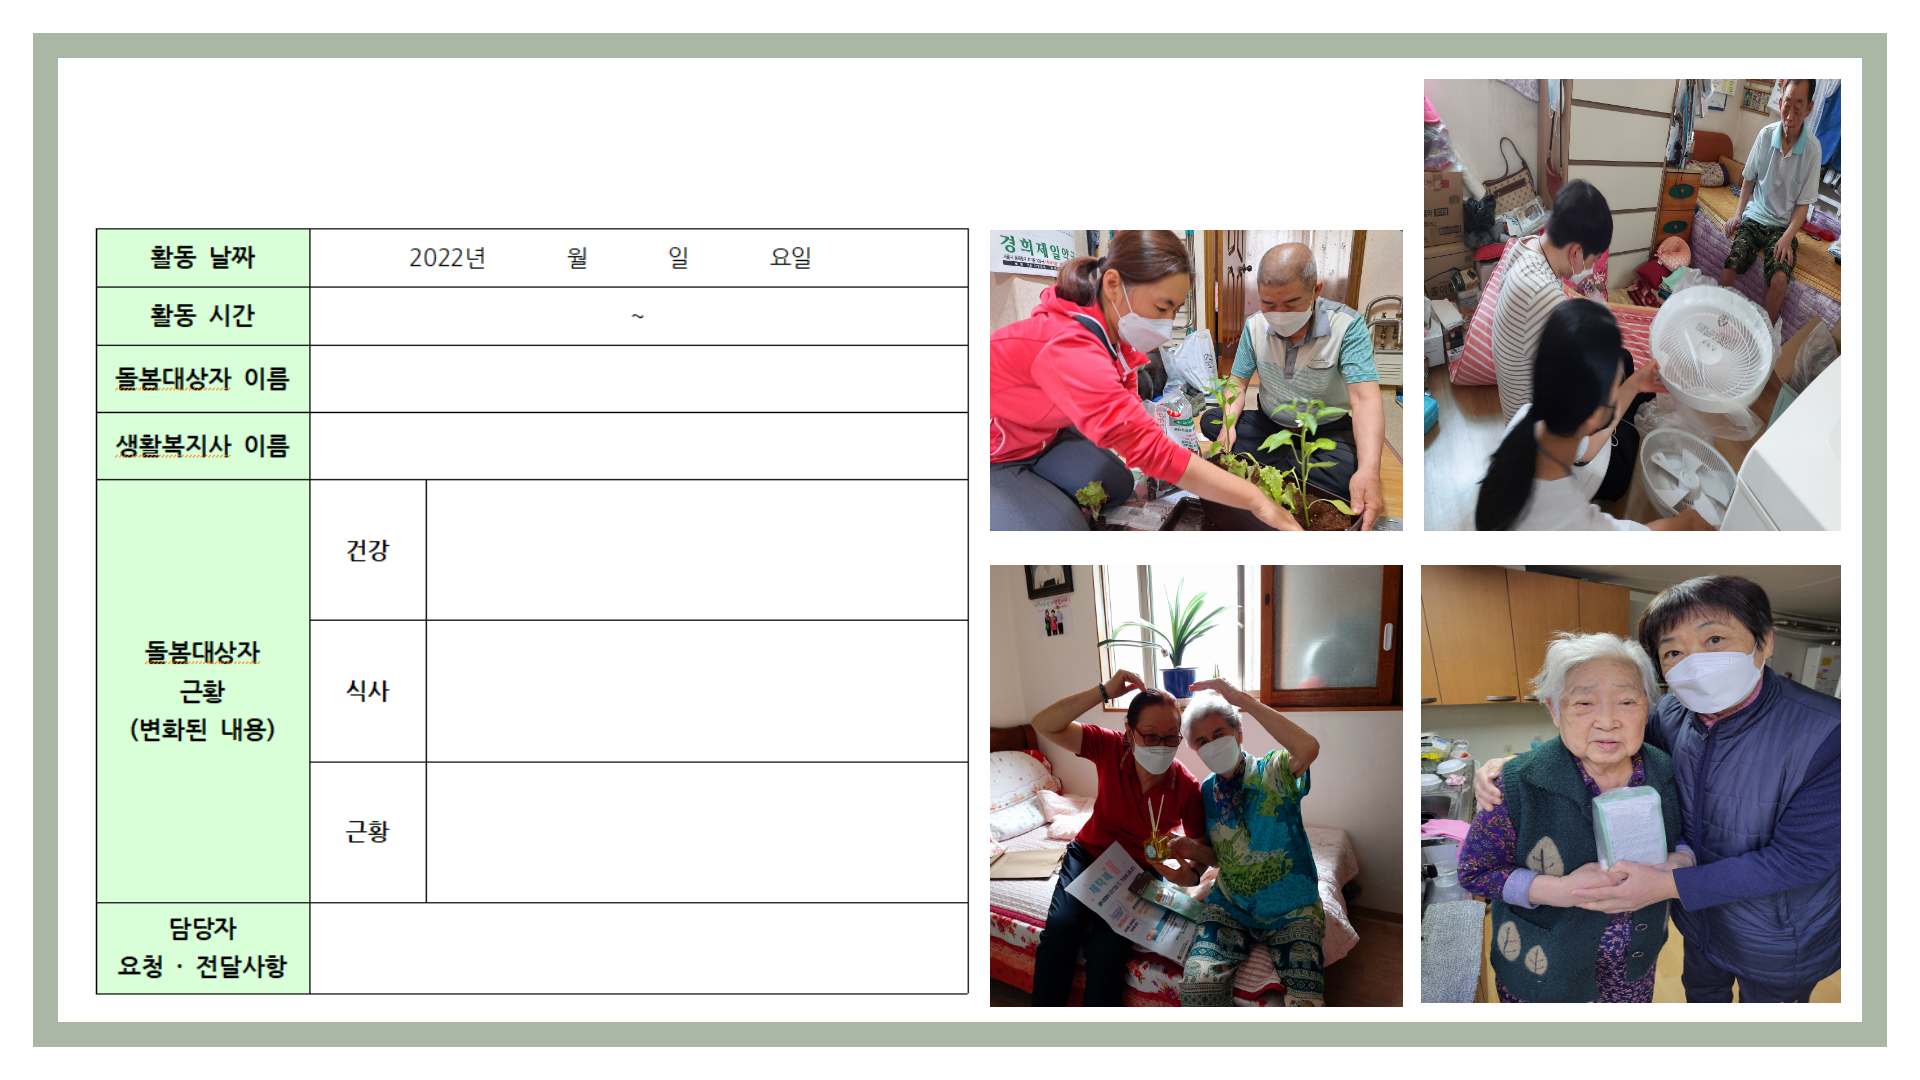 활동 날짜
2022년 월 일 요일
활동 시간
~
돌봄대상자 이름
생활복지사 이름
돌봄대상자
근황
(변화된 내용)
건강
식사
근황
담당자
요청 · 전달사항
경희제일약국